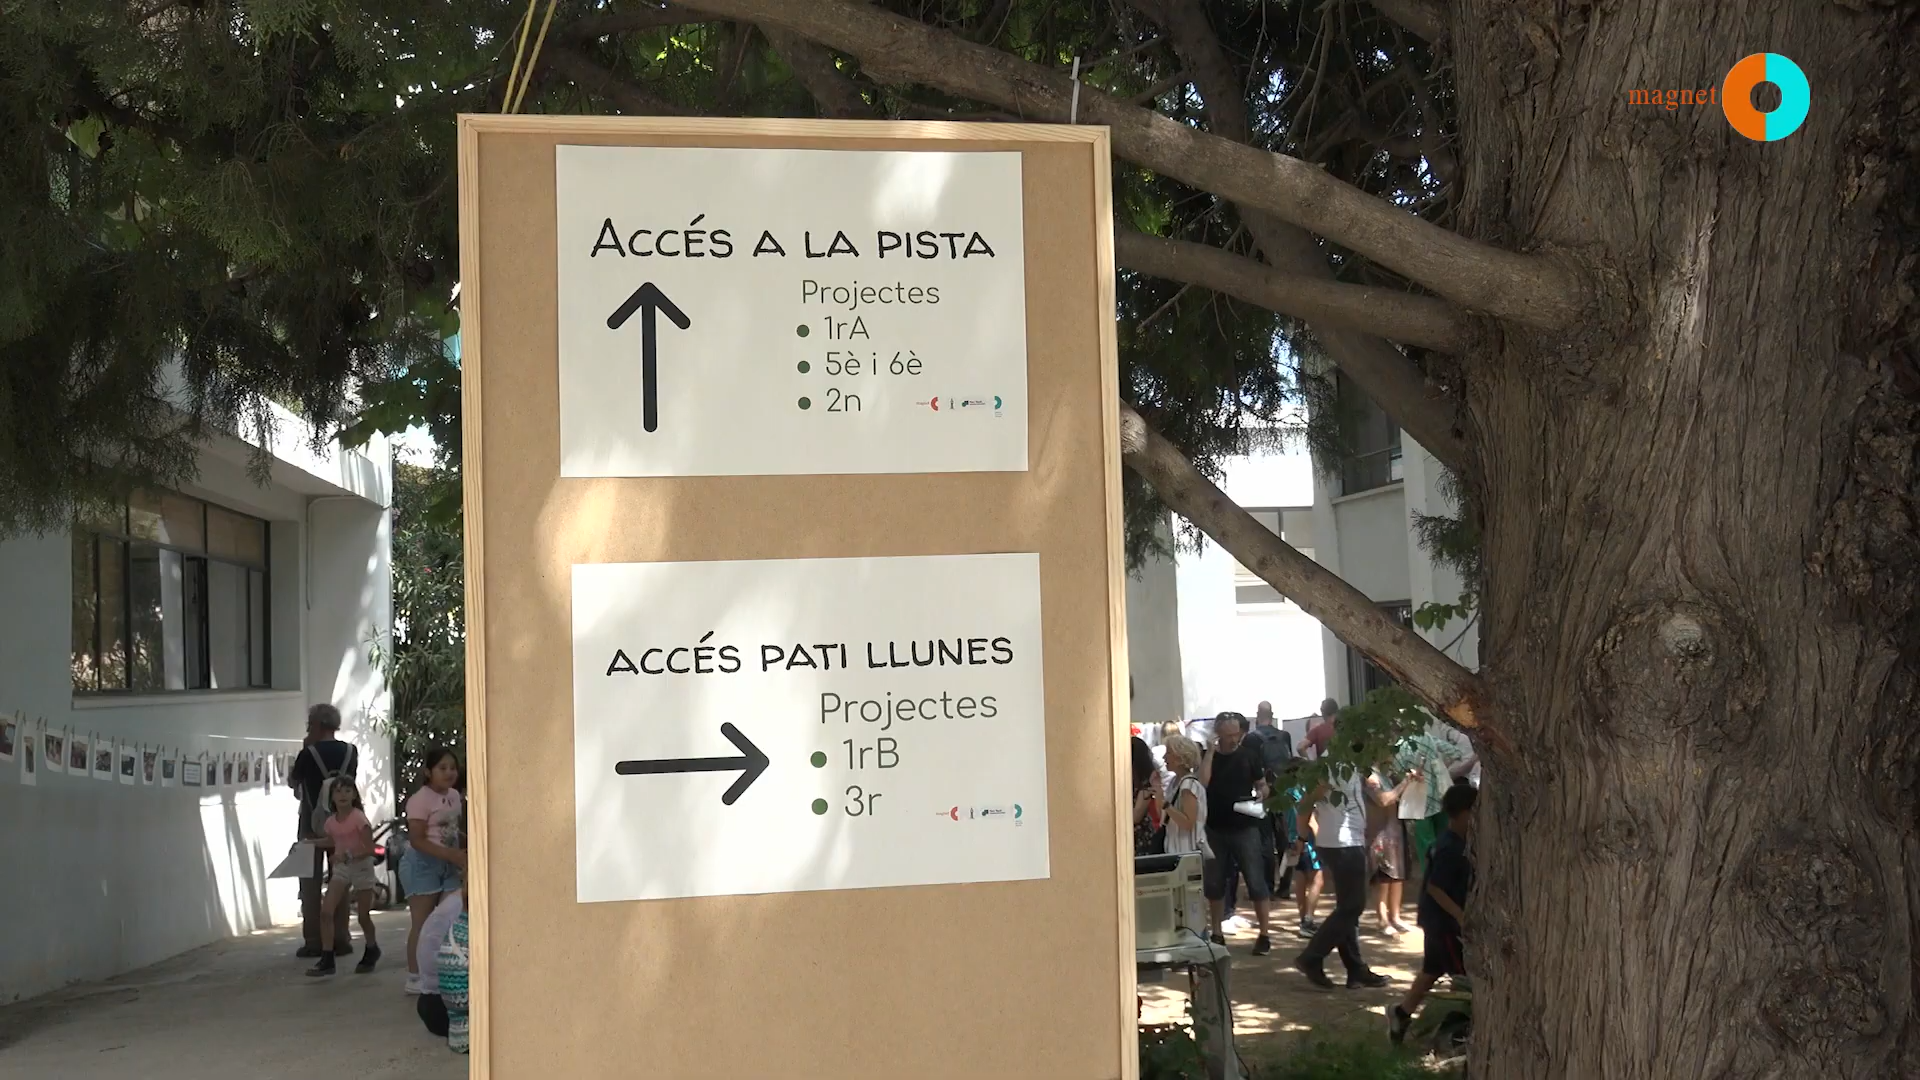 magnet
ACCÉS A LA PISTA
Projectes
1rA
5è i 6è
2n
ACCÉS PATI LLUNES
Projectes
1rB
3r